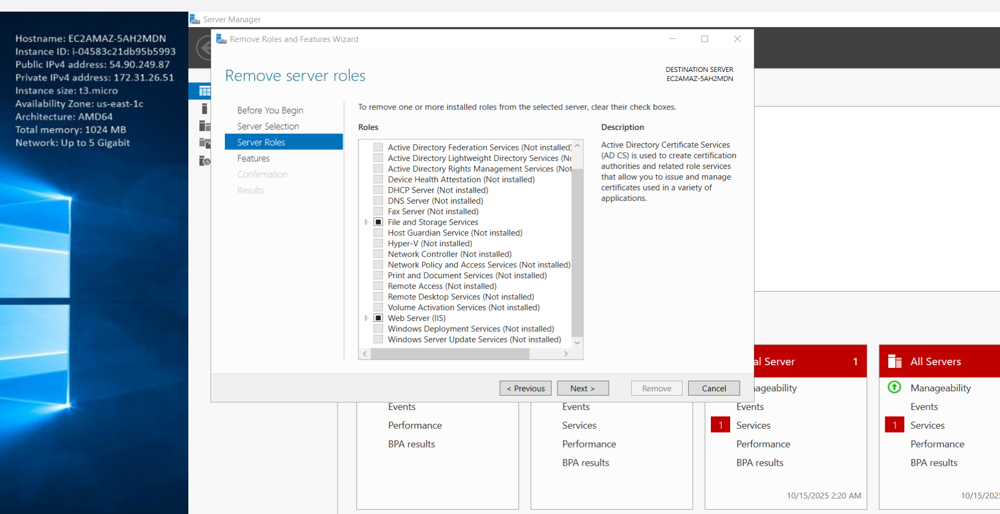 Server Manager
Hostname: EC2AMAZ-5AH2MDN
Instance ID: i-04583c21db95b5993
Public IPv4 address: 54.90.249.87
Private IPv4 address: 172.31.26.51
Instance size: t3.micro
Availability Zone: us-east-1c
Architecture: AMD64
Total memory: 1024 MB
Network: Up to 5 Gigabit
Remove Roles and Features Wizard
Remove server roles
DESTINATION SERVER
EC2AMAZ-5AH2MDN
Before You Begin
Server Selection
Server Roles
Features
Confirmation
Results
To remove one or more installed roles from the selected server, clear their check boxes.
Roles
Active Directory Federation Services (Not installed)
Active Directory Lightweight Directory Services (No
Active Directory Rights Management Services (Not
Device Health Attestation (Not installed)
DHCP Server (Not installed)
DNS Server (Not installed)
Fax Server (Not installed)
File and Storage Services
Host Guardian Service (Not installed)
Hyper-V (Not installed)
Network Controller (Not installed)
Network Policy and Access Services (Not installed)
Print and Document Services (Not installed)
Remote Access (Not installed)
Remote Desktop Services (Not installed)
Volume Activation Services (Not installed)
Web Server (IIS)
Windows Deployment Services (Not installed)
Windows Server Update Services (Not installed)
Description
Active Directory Certificate Services
(AD CS) is used to create certification
authorities and related role services
that allow you to issue and manage
certificates used in a variety of
applications.
< Previous
Next >
Remove
Cancel
Events
Performance
BPA results
Events
Services
Performance
BPA results
al Server 1
nageability
Events
1 Services
Performance
BPA results
10/15/2025 2:20 AM
All Servers
Manageability
Events
1 Services
Performance
BPA results
10/15/202